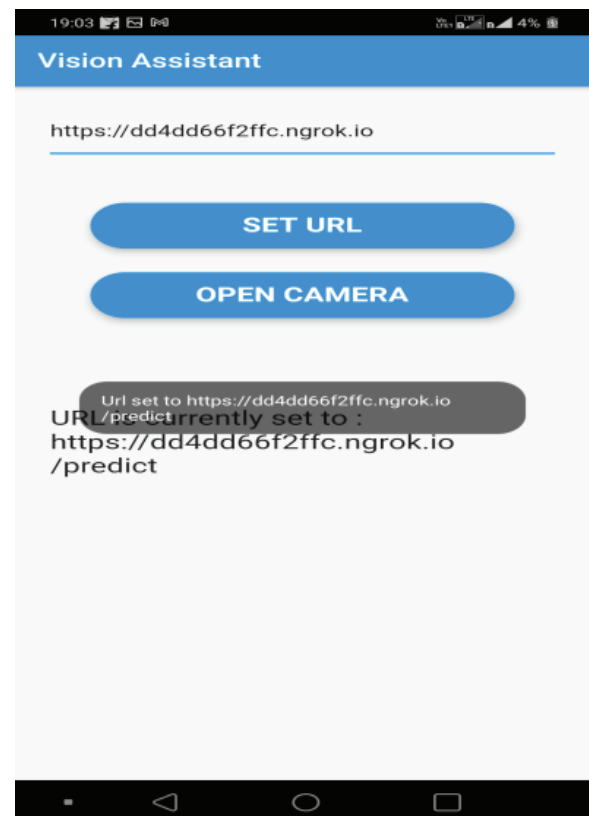 19:03
4%
Vision Assistant
https://dd4dd66f2ffc.ngrok.io
SET URL
OPEN CAMERA
Url set to https://dd4dd66f2ffc.ngrok.io
/predict
URL is currently set to :
https://dd4dd66f2ffc.ngrok.io
/predict